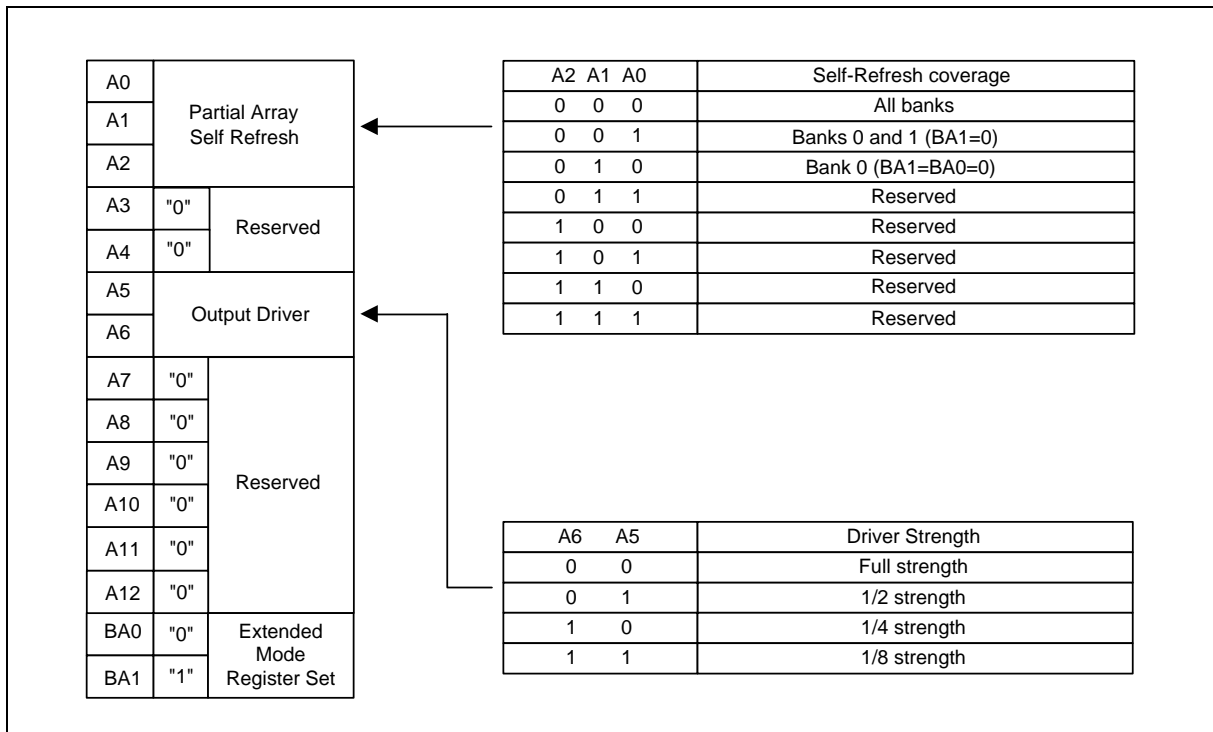 A0
A1
A2
Partial Array
Self Refresh
A3 "0"
A4 "0"
Reserved
A5
A6
Output Driver
A7 "0"
A8 "0"
A9 "0"
A10 "0"
A11 "0"
A12 "0"
Reserved
BA0 "0"
BA1 "1"
Extended
Mode
Register Set
A2 A1 A0 Self-Refresh coverage
0 0 0 All banks
0 0 1 Banks 0 and 1 (BA1=0)
0 1 0 Bank 0 (BA1=BA0=0)
0 1 1 Reserved
1 0 0 Reserved
1 0 1 Reserved
1 1 0 Reserved
1 1 1 Reserved
A6 A5 Driver Strength
0 0 Full strength
0 1 1/2 strength
1 0 1/4 strength
1 1 1/8 strength